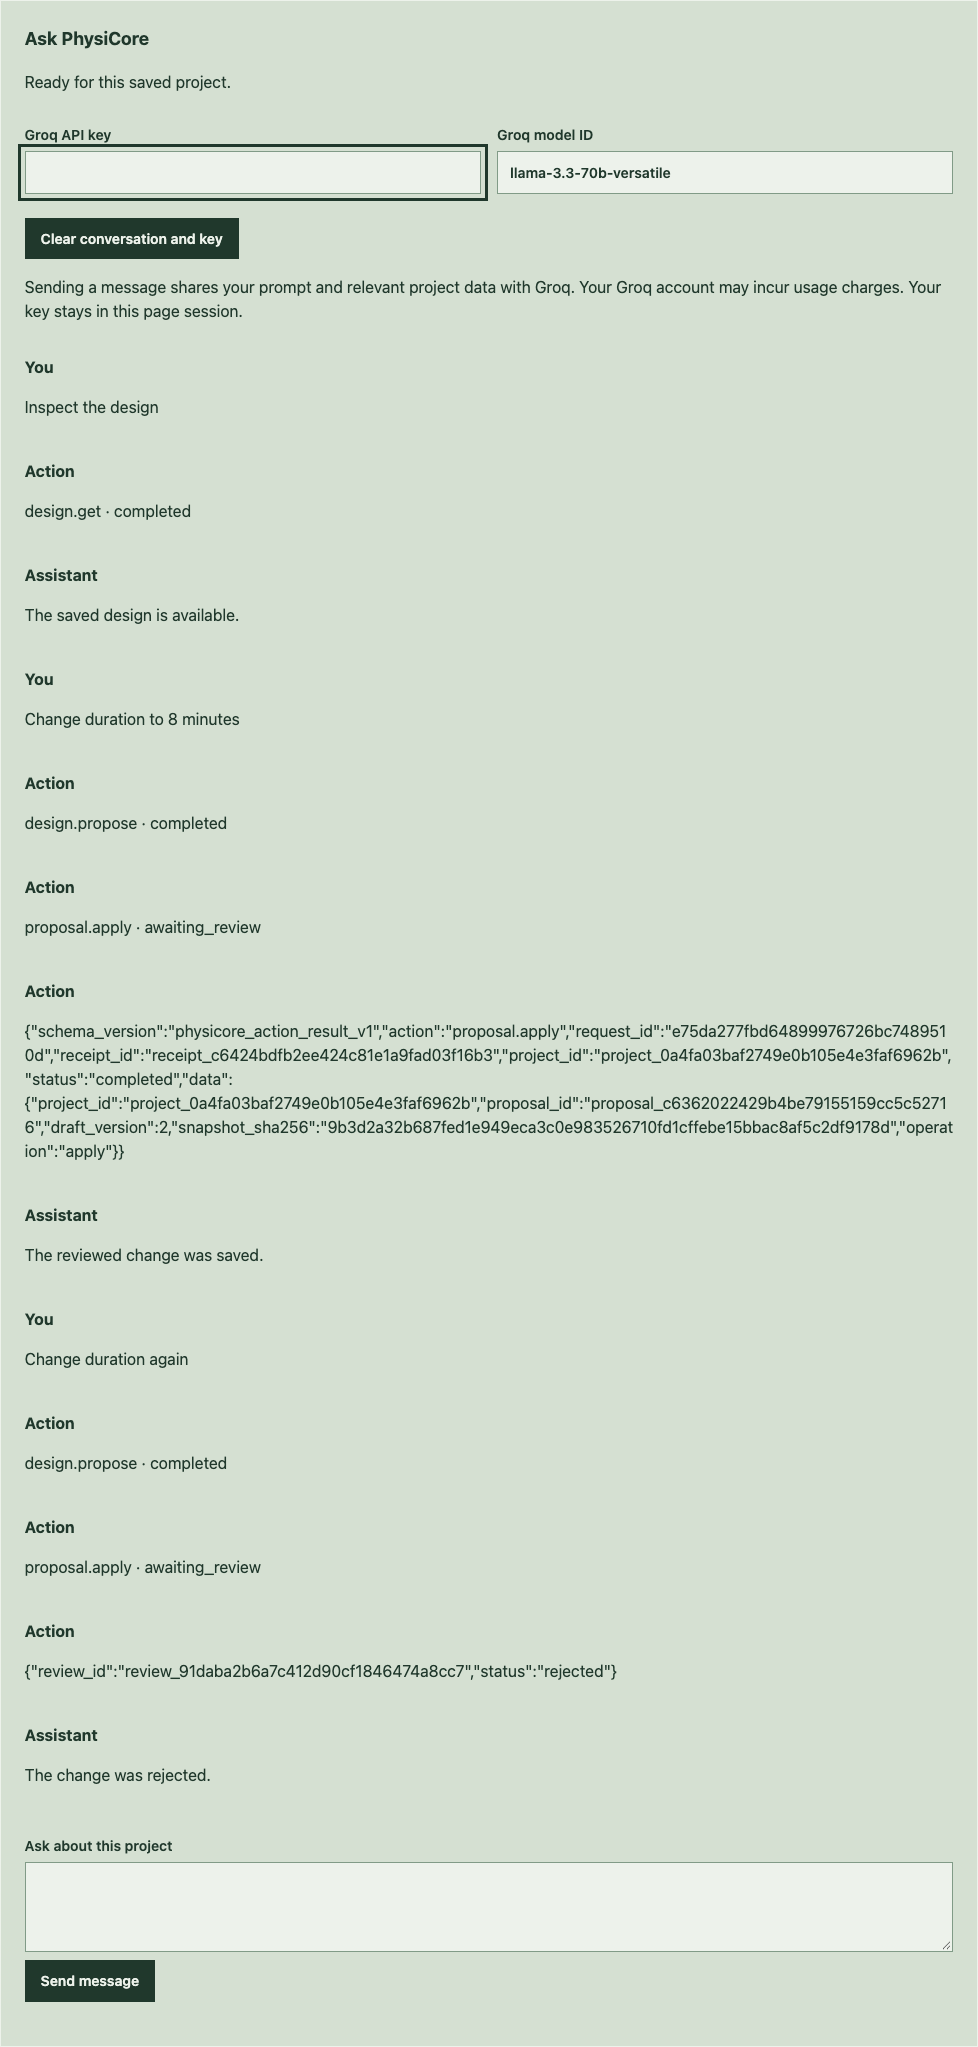 Ask PhysiCore
Ready for this saved project.
Groq API key
Groq model ID
llama-3.3-70b-versatile
Clear conversation and key
Sending a message shares your prompt and relevant project data with Groq. Your Groq account may incur usage charges. Your
key stays in this page session.
You
Inspect the design
Action
design.get · completed
Assistant
The saved design is available.
You
Change duration to 8 minutes
Action
design.propose · completed
Action
proposal.apply · awaiting_review
Action
{"schema_version":"physicore_action_result_v1","action":"proposal.apply","request_id":"e75da277fbd64899976726bc7489510
0d","receipt_id":"receipt_c6424bdfb2ee424c81e1a9fad03f16b3","project_id":"project_0a4fa03baf2749e0b105e4e3faf6962b",
"status":"completed","data":
{"project_id":"project_0a4fa03baf2749e0b105e4e3faf6962b","proposal_id":"proposal_c6362022429b4be79155159cc5c5271
6","draft_version":2,"snapshot_sha256":"9b3d2a32b687fed1e949eca3c0e983526710fd1cffebe15bbac8af5c2df9178d","operat
ion":"apply"}}
Assistant
The reviewed change was saved.
You
Change duration again
Action
design.propose · completed
Action
proposal.apply · awaiting_review
Action
{"review_id":"review_91daba2b6a7c412d90cf1846474a8cc7","status":"rejected"}
Assistant
The change was rejected.
Ask about this project
Send message